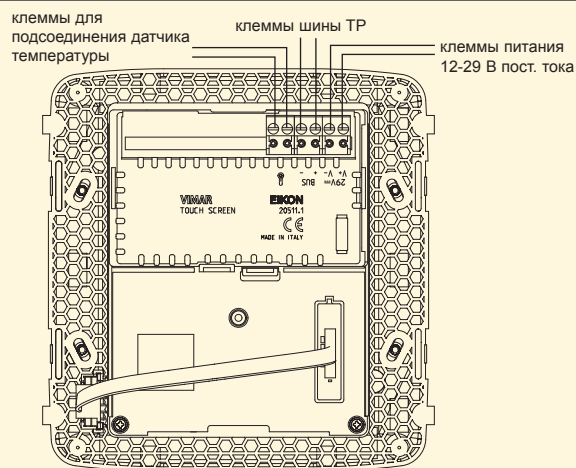 клеммы для
подсоединения датчика
температуры
клеммы шины TP
клеммы питания
12-29 В пост. тока
- + V- V+
BUS 29V
VIMAR
TOUCH SCREEN
EIKON
20511.1
CE
MADE IN ITALY